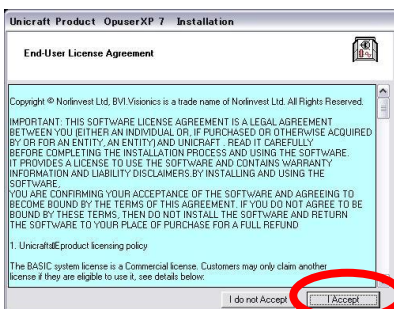 Unicraft Product OpuserXP 7 Installation
End-User License Agreement
Copyright © Norlinvest Ltd, BVI.Visionics is a trade name of Norlinvest Ltd. All Rights Reserved.
IMPORTANT: THIS SOFTWARE LICENSE AGREEMENT IS A LEGAL AGREEMENT
BETWEEN YOU (EITHER AN INDIVIDUAL OR, IF PURCHASED OR OTHERWISE ACQUIRED
BY OR FOR AN ENTITY, AN ENTITY) AND UNICRAFT . READ IT CAREFULLY
BEFORE COMPLETING THE INSTALLATION PROCESS AND USING THE SOFTWARE.
IT PROVIDES A LICENSE TO USE THE SOFTWARE AND CONTAINS WARRANTY
INFORMATION AND LIABILITY DISCLAIMERS.BY INSTALLING AND USING THE
SOFTWARE,
YOU ARE CONFIRMING YOUR ACCEPTANCE OF THE SOFTWARE AND AGREEING TO
BECOME BOUND BY THE TERMS OF THIS AGREEMENT. IF YOU DO NOT AGREE TO BE
BOUND BY THESE TERMS, THEN DO NOT INSTALL THE SOFTWARE AND RETURN
THE SOFTWARE TO YOUR PLACE OF PURCHASE FOR A FULL REFUND
1. Unicrafts product licensing policy
The BASIC system license is a Commercial license. Customers may only claim another
license if they are eligible to use it, see details below:
I do not Accept
I Accept